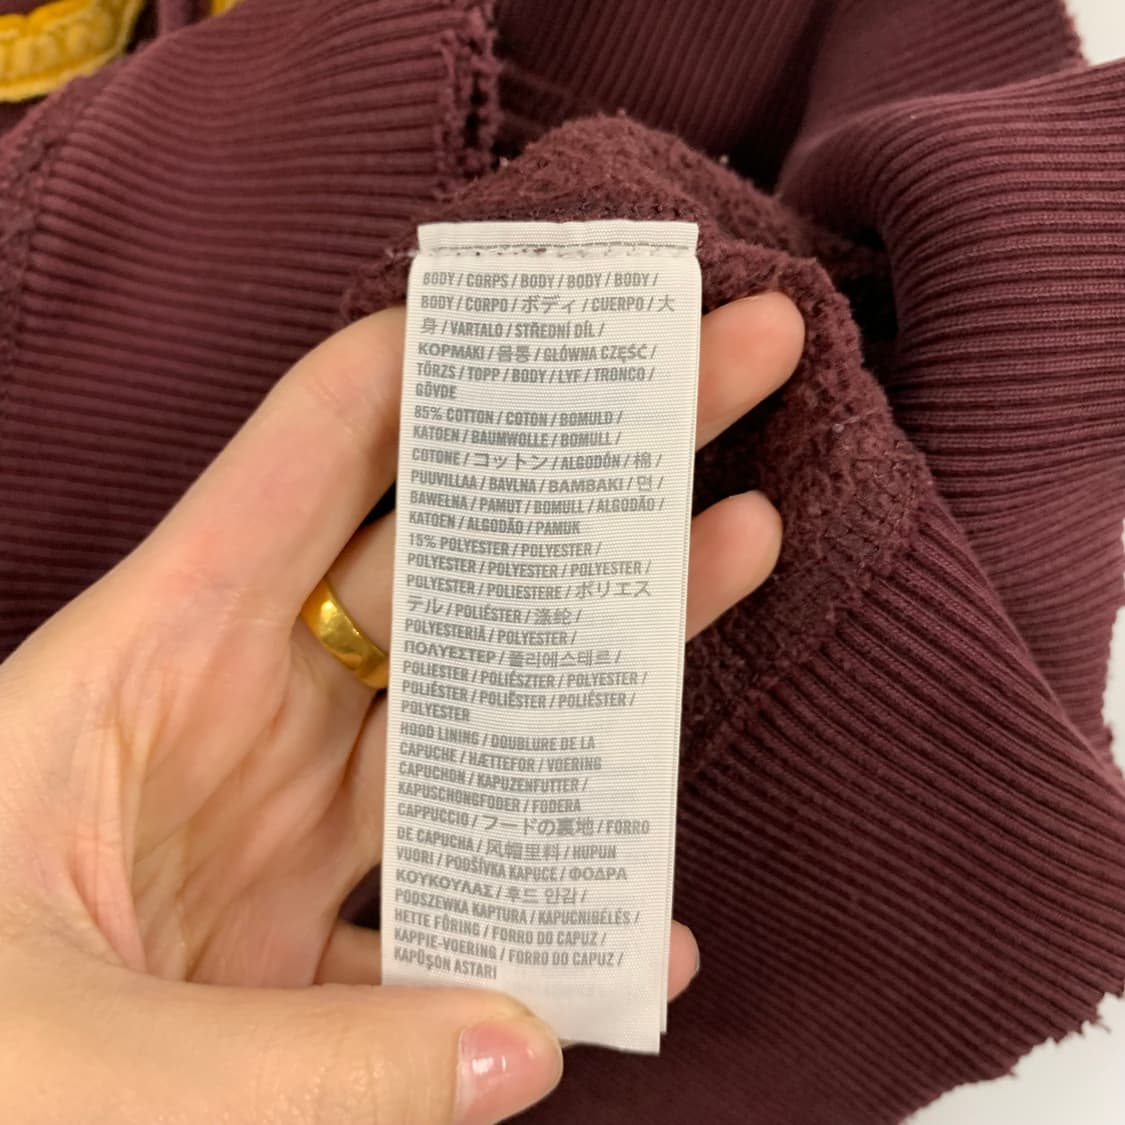 BODY / CORPS / BODY / BODY / BODY /
BODY / CORPO / ボディ / CUERPO / 大
身 / VARTALO / STŘEDNÍ DÍL /
ΚΟΡΜΑΚΙ / 몸통 / GŁÓWNA CZĘŚĆ /
TÖRZS / TOPP / BODY / LYF / TRONCO /
GÖVDE
85% COTTON / COTON / BOMULD /
KATOEN / BAUMWOLLE / BOMULL /
COTONE / コットン / ALGODÓN / 棉 /
PUUVILLAA / BAVLNA / ΒΑΜΒΑΚΙ / 면 /
BAWEŁNA / PAMUT / BOMULL / ALGODÃO /
KATOEN / ALGODÃO / PAMUK
15% POLYESTER / POLYESTER /
POLYESTER / POLYESTER / POLYESTER /
POLYESTER / POLIESTERE / ポリエス
テル / POLIÉSTER / 涤纶 /
POLYESTERIÄ / POLYESTER /
ΠΟΛΥΕΣΤΕΡ / 폴리에스테르 /
POLIESTER / POLIÉSZTER / POLYESTER /
POLIÉSTER / POLIËSTER / POLIÉSTER /
POLYESTER
HOOD LINING / DOUBLURE DE LA
CAPUCHE / HÆTTEFOR / VOERING
CAPUCHON / KAPUZENFUTTER /
KAPUSCHONGFODER / FODERA
CAPPUCCIO / フードの裏地 / FORRO
DE CAPUCHA / 风帽里料 / HUPUN
VUORI / PODŠÍVKA KAPUCE / ΦΟΔΡΑ
ΚΟΥΚΟΥΛΑΣ / 후드 안감 /
PODSZEWKA KAPTURA / KAPUCNIBÉLÉS /
HETTE FÔRING / FORRO DO CAPUZ /
KAPPIE-VOERING / FORRO DO CAPUZ /
KAPÜŞON ASTARI